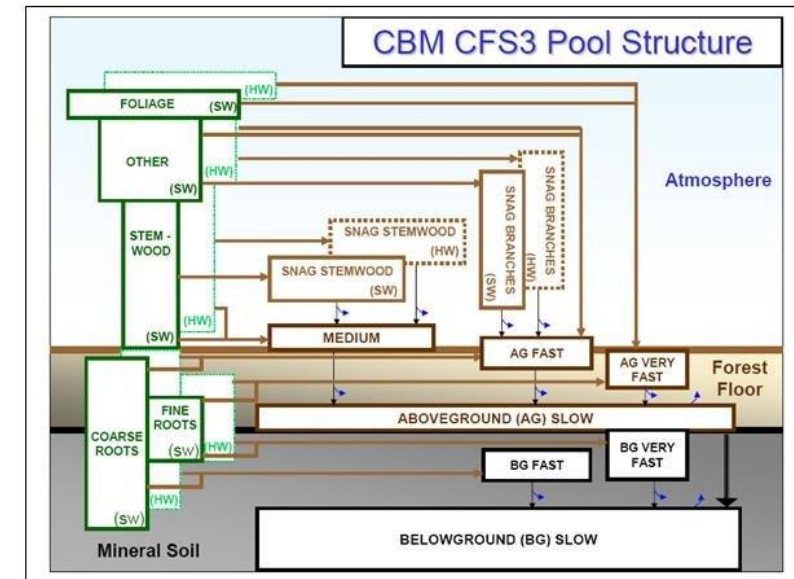 CBM CFS3 Pool Structure
(HW)
FOLIAGE
(SW)
OTHER
(HW)
(SW)
Atmosphere
SNAG BRANCHES
(SW)
SNAG BRANCHES
(HW)
STEM -
WOOD
SNAG STEMWOOD
(HW)
SNAG STEMWOOD
(SW)
(HW)
(SW)
MEDIUM
AG FAST
AG VERY
FAST
Forest
Floor
FINE
ROOTS
(SW)
(HW)
ABOVEGROUND (AG) SLOW
COARSE
ROOTS
(HW)
(SW)
BG FAST
BG VERY
FAST
BELOWGROUND (BG) SLOW
Mineral Soil